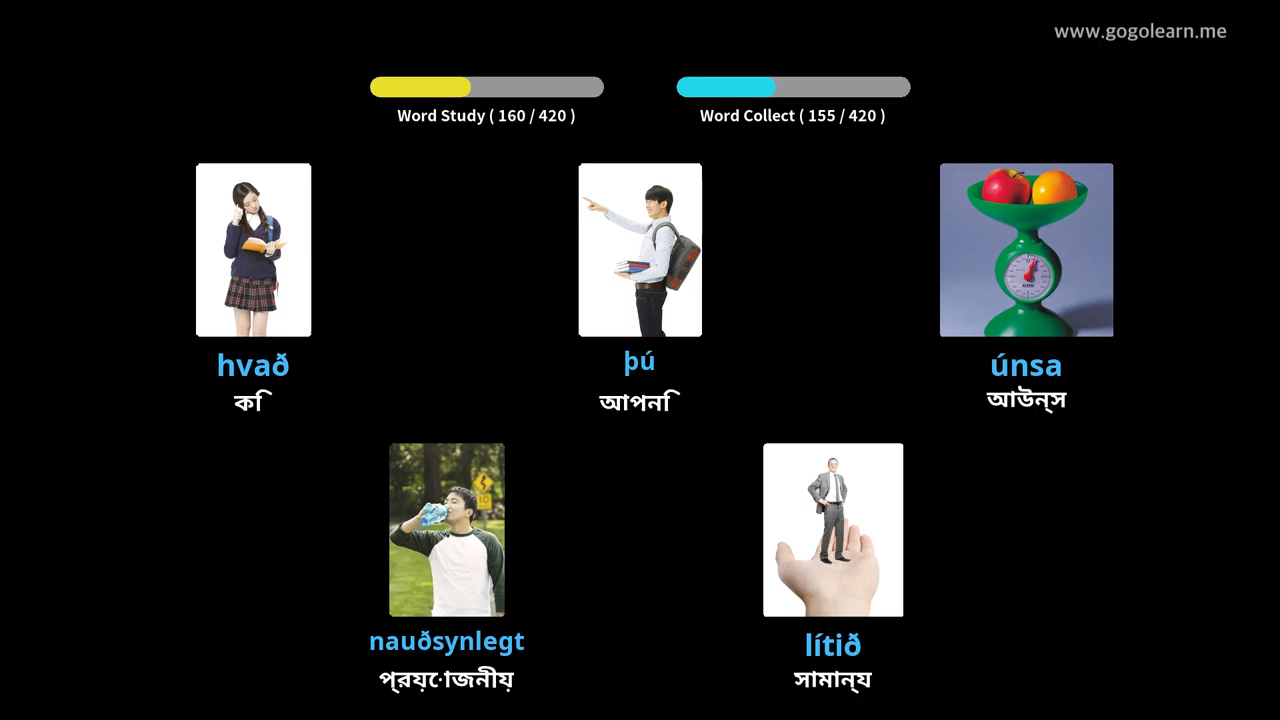 www.gogolearn.me
Word Study ( 160 / 420 )
Word Collect ( 155 / 420 )
hvað
þú
únsa
কি
আপনি
আউন্স
nauðsynlegt
lítið
প্রয়োজনীয়
সামান্য